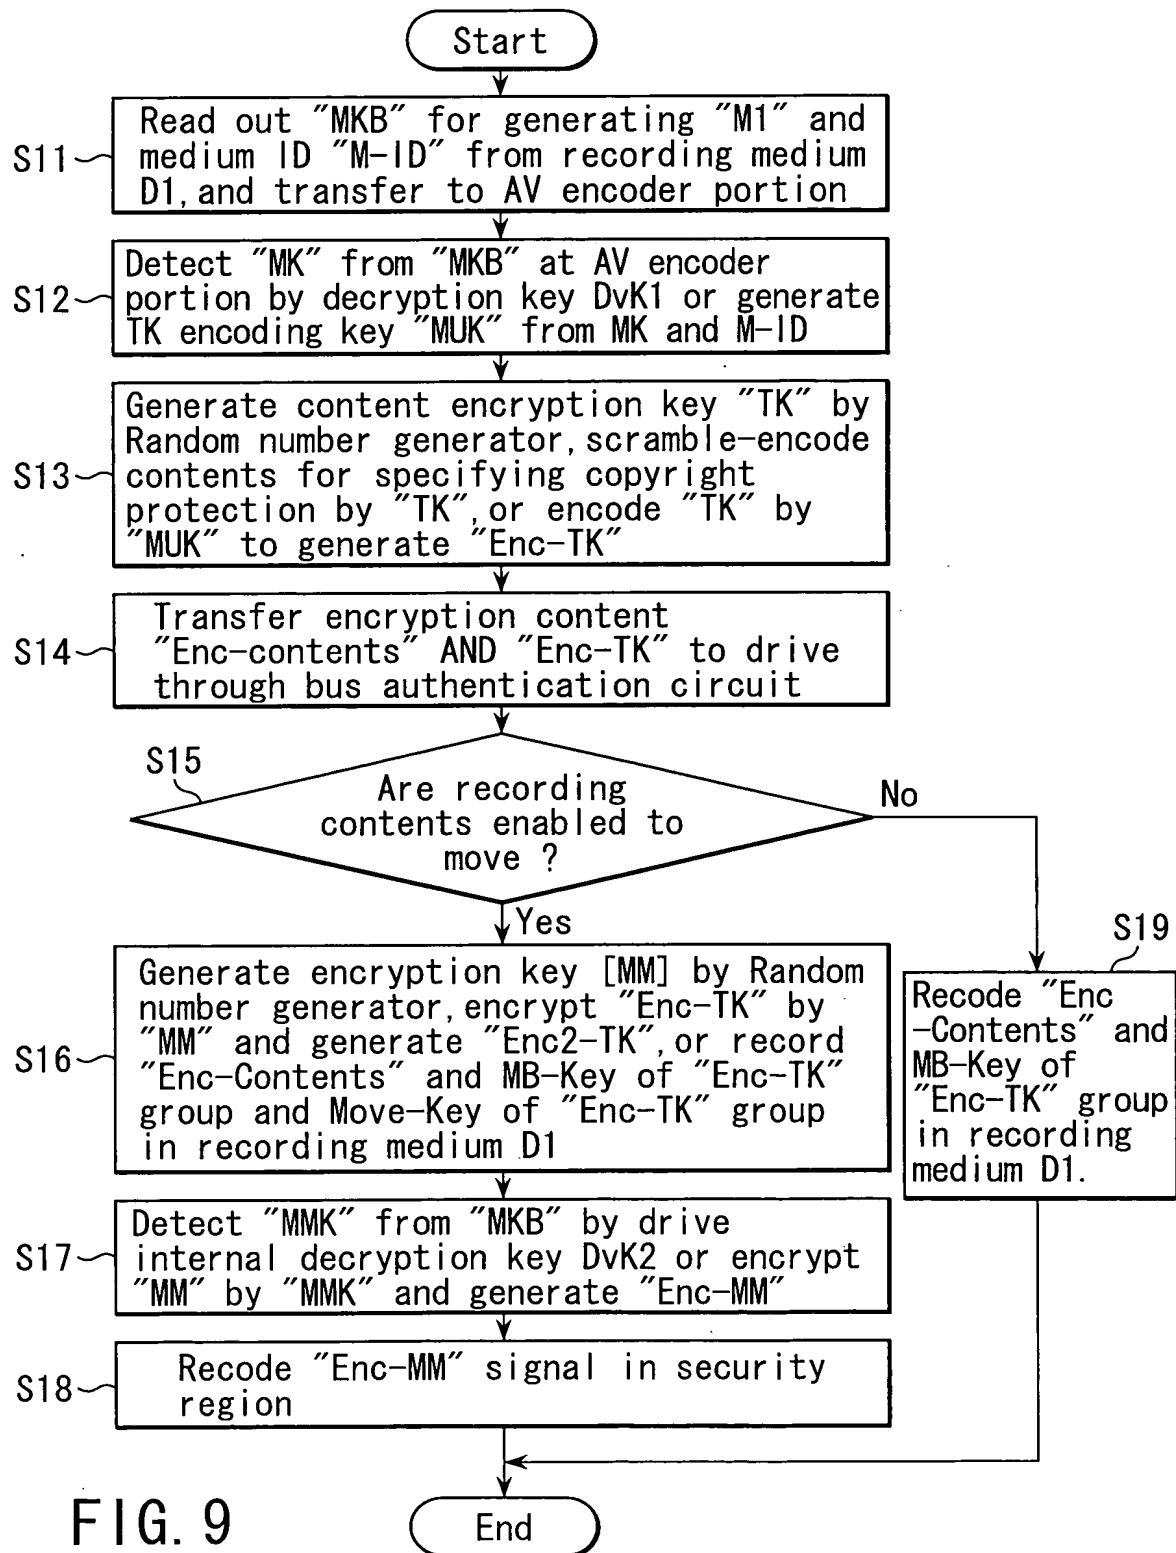 Start
S11
Read out "MKB" for generating "M1" and
medium ID "M-ID" from recording medium
D1, and transfer to AV encoder portion
S12
Detect "MK" from "MKB" at AV encoder
portion by decryption key DvK1 or generate
TK encoding key "MUK" from MK and M-ID
S13
Generate content encryption key "TK" by
Random number generator, scramble-encode
contents for specifying copyright
protection by "TK", or encode "TK" by
"MUK" to generate "Enc-TK"
S14
Transfer encryption content
"Enc-contents" AND "Enc-TK" to drive
through bus authentication circuit
S15
Are recording
contents enabled to
move ?
No
Yes
S16
Generate encryption key [MM] by Random
number generator, encrypt "Enc-TK" by
"MM" and generate "Enc2-TK", or record
"Enc-Contents" and MB-Key of "Enc-TK"
group and Move-Key of "Enc-TK" group
in recording medium D1
S19
Recode "Enc
-Contents" and
MB-Key of
"Enc-TK" group
in recording
medium D1.
S17
Detect "MMK" from "MKB" by drive
internal decryption key DvK2 or encrypt
"MM" by "MMK" and generate "Enc-MM"
S18
Recode "Enc-MM" signal in security
region
End
FIG. 9